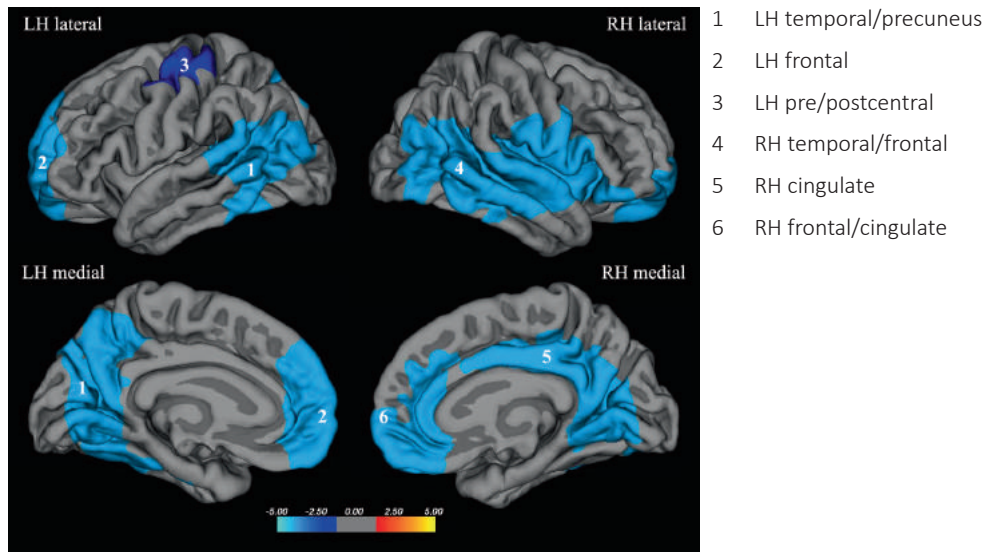 LH lateral
RH lateral
3
2
1
4
LH medial
RH medial
1
2
5
6
-5.00 -2.50 0.00 2.50 5.00
1 LH temporal/precuneus
2 LH frontal
3 LH pre/postcentral
4 RH temporal/frontal
5 RH cingulate
6 RH frontal/cingulate